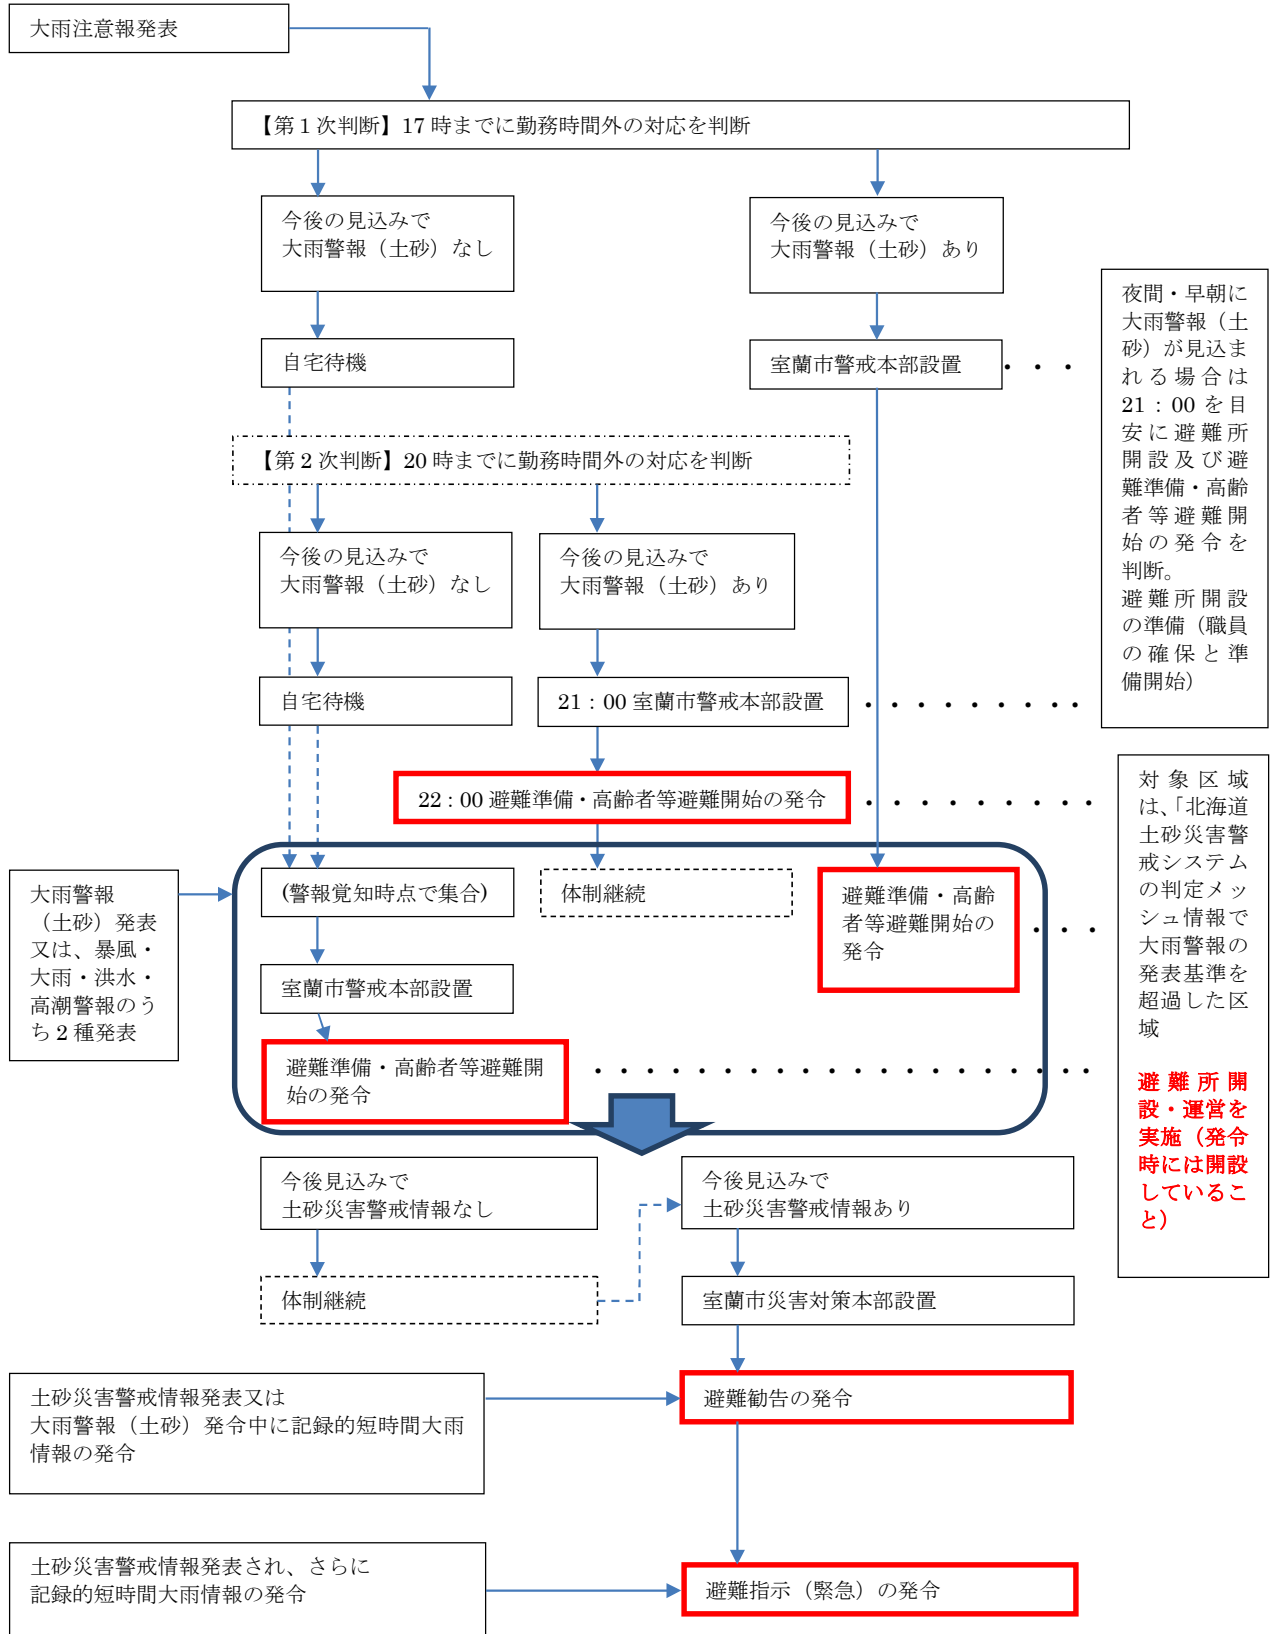 大雨注意報発表
【第１次判断】17 時までに勤務時間外の対応を判断
今後の見込みで
大雨警報（土砂）なし
今後の見込みで
大雨警報（土砂）あり
自宅待機
室蘭市警戒本部設置
・・・
夜間・早朝に
大雨警報（土
砂）が見込ま
れる場合は
21：00 を目
安に避難所
開設及び避
難準備・高齢
者等避難開
始の発令を
判断。
避難所開設
の準備（職員
の確保と準
備開始）
【第２次判断】20 時までに勤務時間外の対応を判断
今後の見込みで
大雨警報（土砂）なし
今後の見込みで
大雨警報（土砂）あり
自宅待機
21：00 室蘭市警戒本部設置
・・・・・・・・・
22：00 避難準備・高齢者等避難開始の発令
・・・・・・・・・
対象区域
は、「北海道
土砂災害警
戒システム
の判定メッ
シュ情報で
大雨警報の
発表基準を
超過した区
域
避難所開
設・運営を
実施（発令
時には開設
しているこ
と）
大雨警報
（土砂）発表
又は、暴風・
大雨・洪水・
高潮警報のう
ち２種発表
(警報覚知時点で集合)
体制継続
避難準備・高齢
者等避難開始の
発令
・・・
室蘭市警戒本部設置
避難準備・高齢者等避難開
始の発令
・・・・・・・・・・・・・・・・・・・・
今後見込みで
土砂災害警戒情報なし
今後見込みで
土砂災害警戒情報あり
体制継続
室蘭市災害対策本部設置
土砂災害警戒情報発表又は
大雨警報（土砂）発令中に記録的短時間大雨
情報の発令
避難勧告の発令
土砂災害警戒情報発表され、さらに
記録的短時間大雨情報の発令
避難指示（緊急）の発令